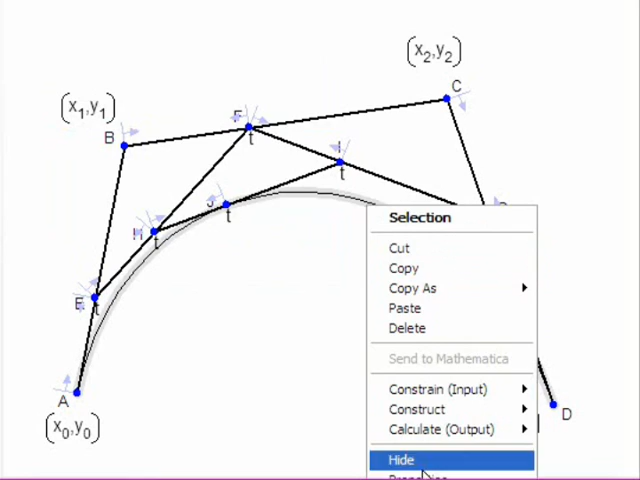 (x₂,y₂)
C
(x₁,y₁)
F
B
t
I
t
J
t
H
t
E
t
A
(x₀,y₀)
D
Selection
Cut
Copy
Copy As
Paste
Delete
Send to Mathematica
Constrain (Input)
Construct
Calculate (Output)
Hide